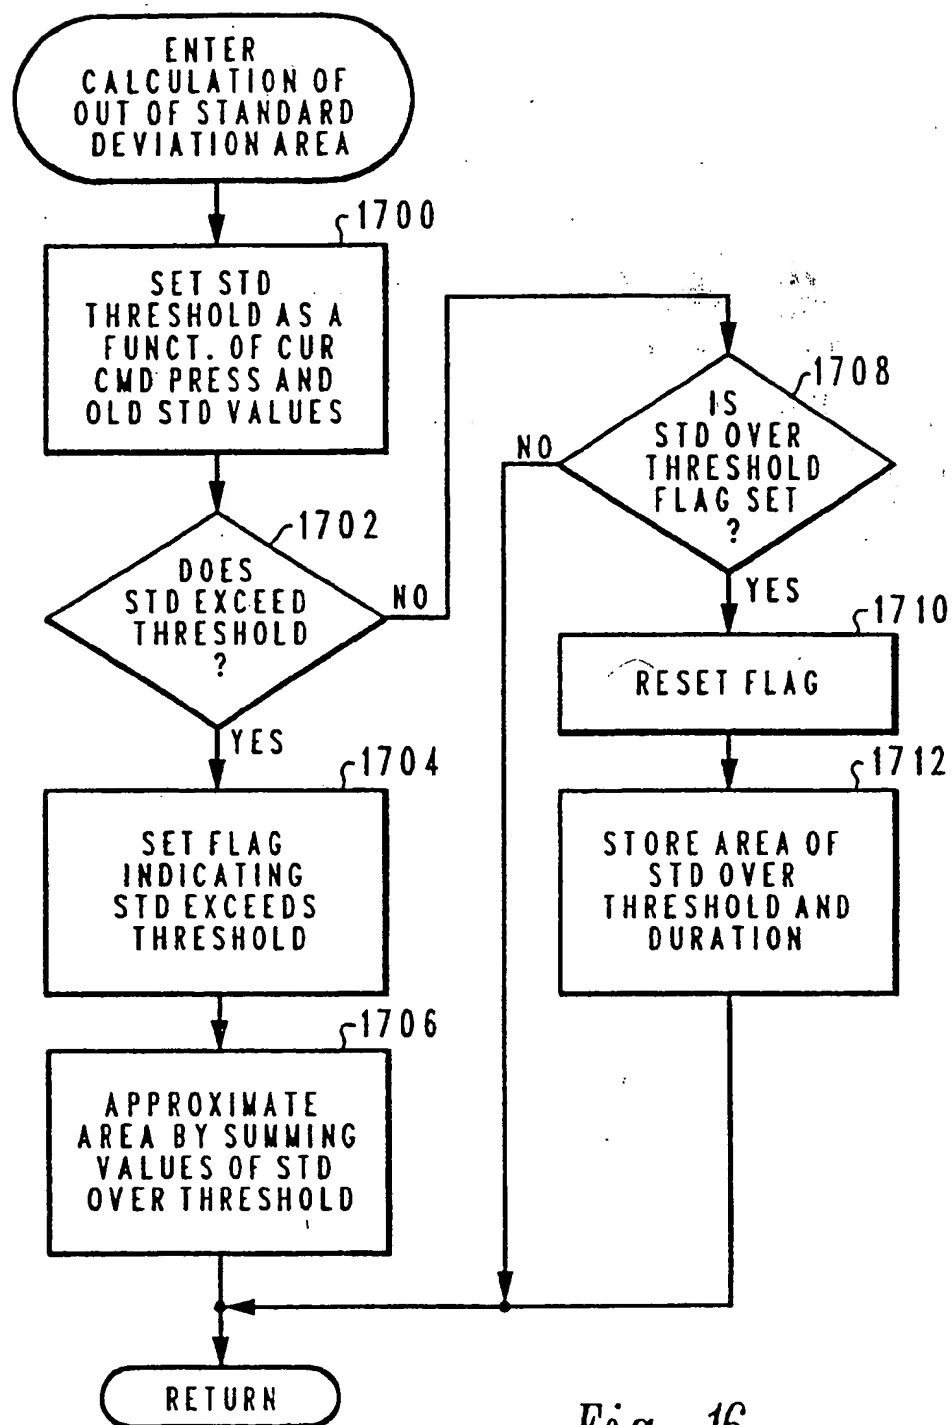 ENTER
CALCULATION OF
OUT OF STANDARD
DEVIATION AREA
1700
SET STD
THRESHOLD AS A
FUNCT. OF CUR
CMD PRESS AND
OLD STD VALUES
1702
DOES
STD EXCEED
THRESHOLD
?
NO
YES
1704
SET FLAG
INDICATING
STD EXCEEDS
THRESHOLD
1706
APPROXIMATE
AREA BY SUMMING
VALUES OF STD
OVER THRESHOLD
1708
IS
STD OVER
THRESHOLD
FLAG SET
?
NO
YES
1710
RESET FLAG
1712
STORE AREA OF
STD OVER
THRESHOLD AND
DURATION
RETURN
Fig. 16